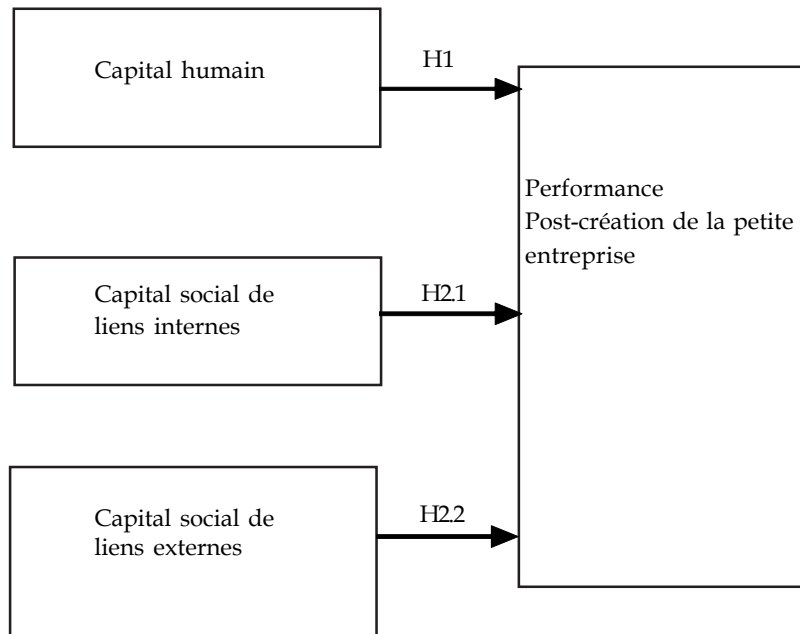 Capital humain
H1
Performance
Post-création de la petite
entreprise
Capital social de
liens internes
H2.1
Capital social de
liens externes
H2.2